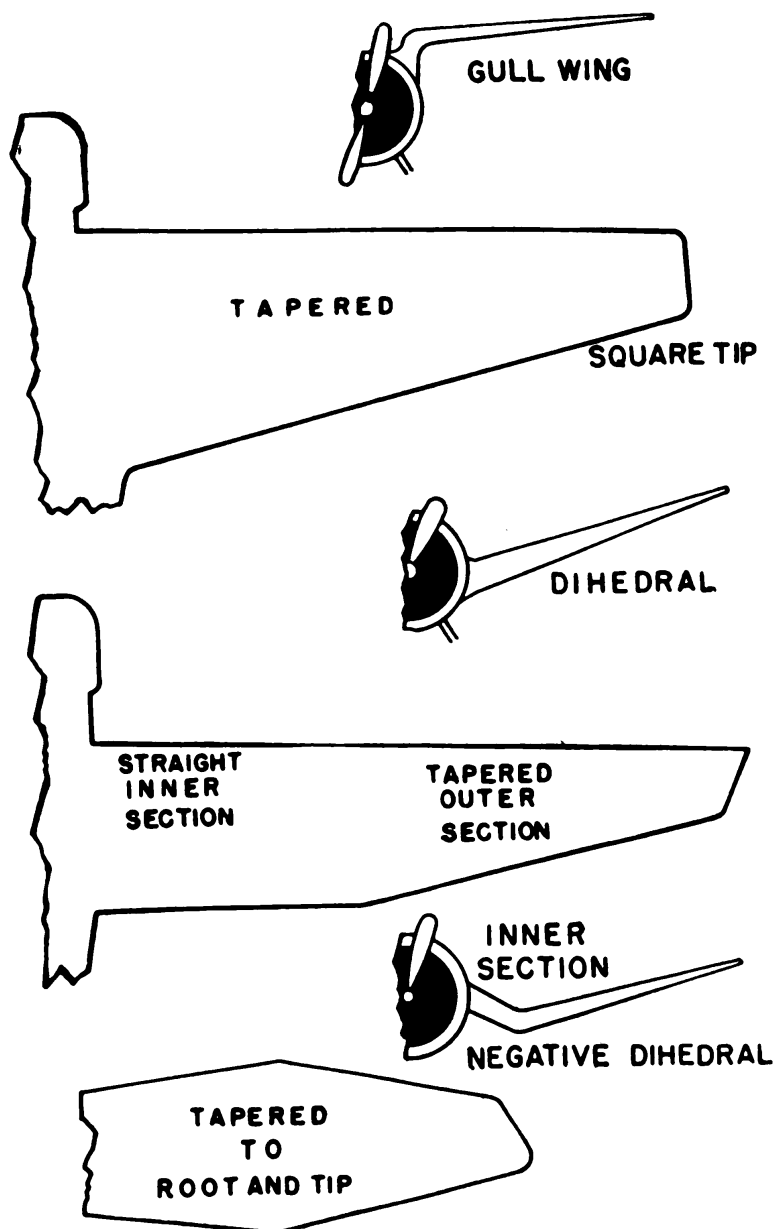 GULL WING
TAPERED
SQUARE TIP
DIHEDRAL
STRAIGHT
INNER
SECTION
TAPERED
OUTER
SECTION
INNER
SECTION
NEGATIVE DIHEDRAL
TAPERED
TO
ROOT AND TIP